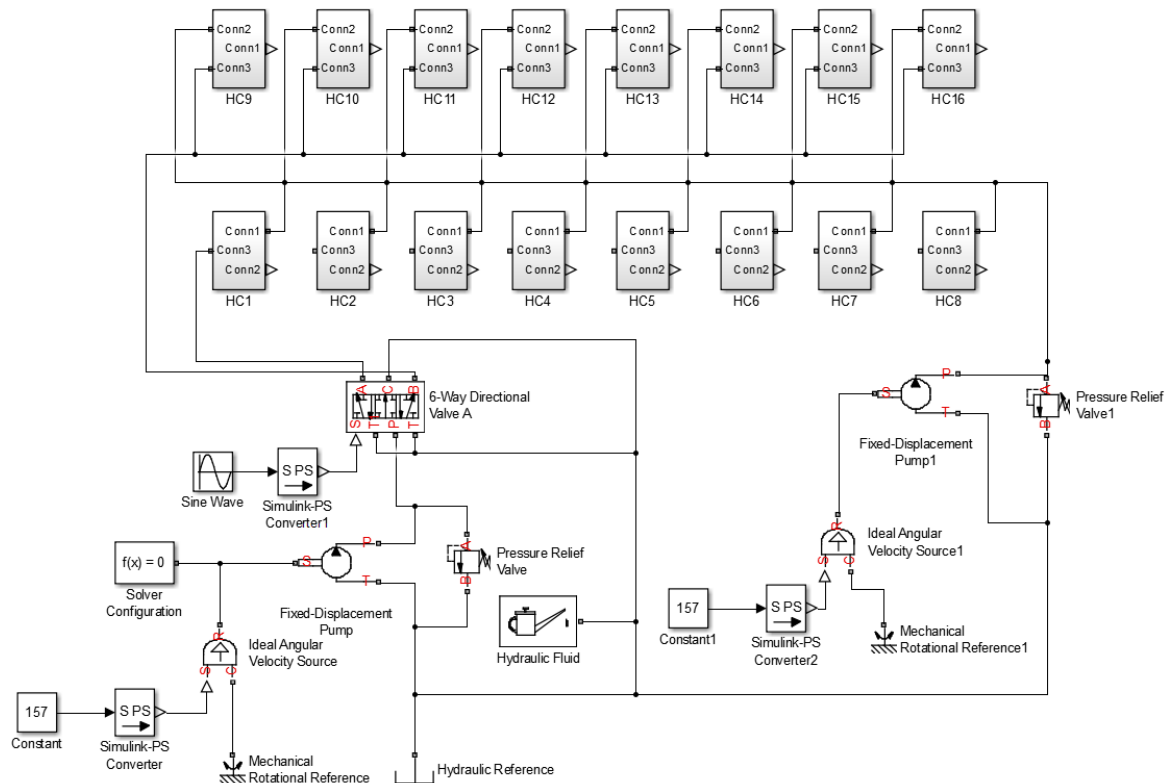 Conn2
Conn1
Conn3
HC9
Conn2
Conn1
Conn3
HC10
Conn2
Conn1
Conn3
HC11
Conn2
Conn1
Conn3
HC12
Conn2
Conn1
Conn3
HC13
Conn2
Conn1
Conn3
HC14
Conn2
Conn1
Conn3
HC15
Conn2
Conn1
Conn3
HC16
Conn1
Conn3
Conn2
HC1
Conn1
Conn3
Conn2
HC2
Conn1
Conn3
Conn2
HC3
Conn1
Conn3
Conn2
HC4
Conn1
Conn3
Conn2
HC5
Conn1
Conn3
Conn2
HC6
Conn1
Conn3
Conn2
HC7
Conn1
Conn3
Conn2
HC8
A
C
B
S
P
T
6-Way Directional
Valve A
P
S
T
Fixed-Displacement
Pump1
A
B
Pressure Relief
Valve1
Sine Wave
S PS
Simulink-PS
Converter1
f(x) = 0
Solver
Configuration
S
P
T
Fixed-Displacement
Pump
A
B
Pressure Relief
Valve
Hydraulic Fluid
R
S
C
Ideal Angular
Velocity Source1
157
Constant1
S PS
Simulink-PS
Converter2
Mechanical
Rotational Reference1
R
S
C
Ideal Angular
Velocity Source
157
Constant
S PS
Simulink-PS
Converter
Mechanical
Rotational Reference
Hydraulic Reference